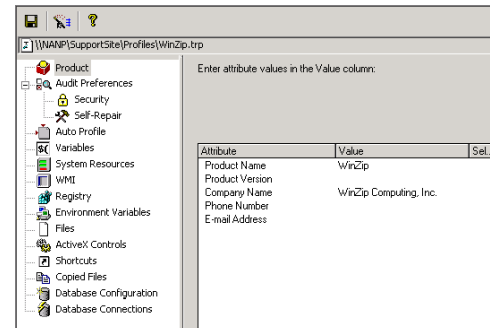 \\NANP\SupportSite\Profiles\WinZip.trp
Product
Audit Preferences
Security
Self-Repair
Auto Profile
Variables
System Resources
WMI
Registry
Environment Variables
Files
ActiveX Controls
Shortcuts
Copied Files
Database Configuration
Database Connections
Enter attribute values in the Value column:
Attribute Value Sel...
Product Name WinZip
Product Version
Company Name WinZip Computing, Inc.
Phone Number
E-mail Address